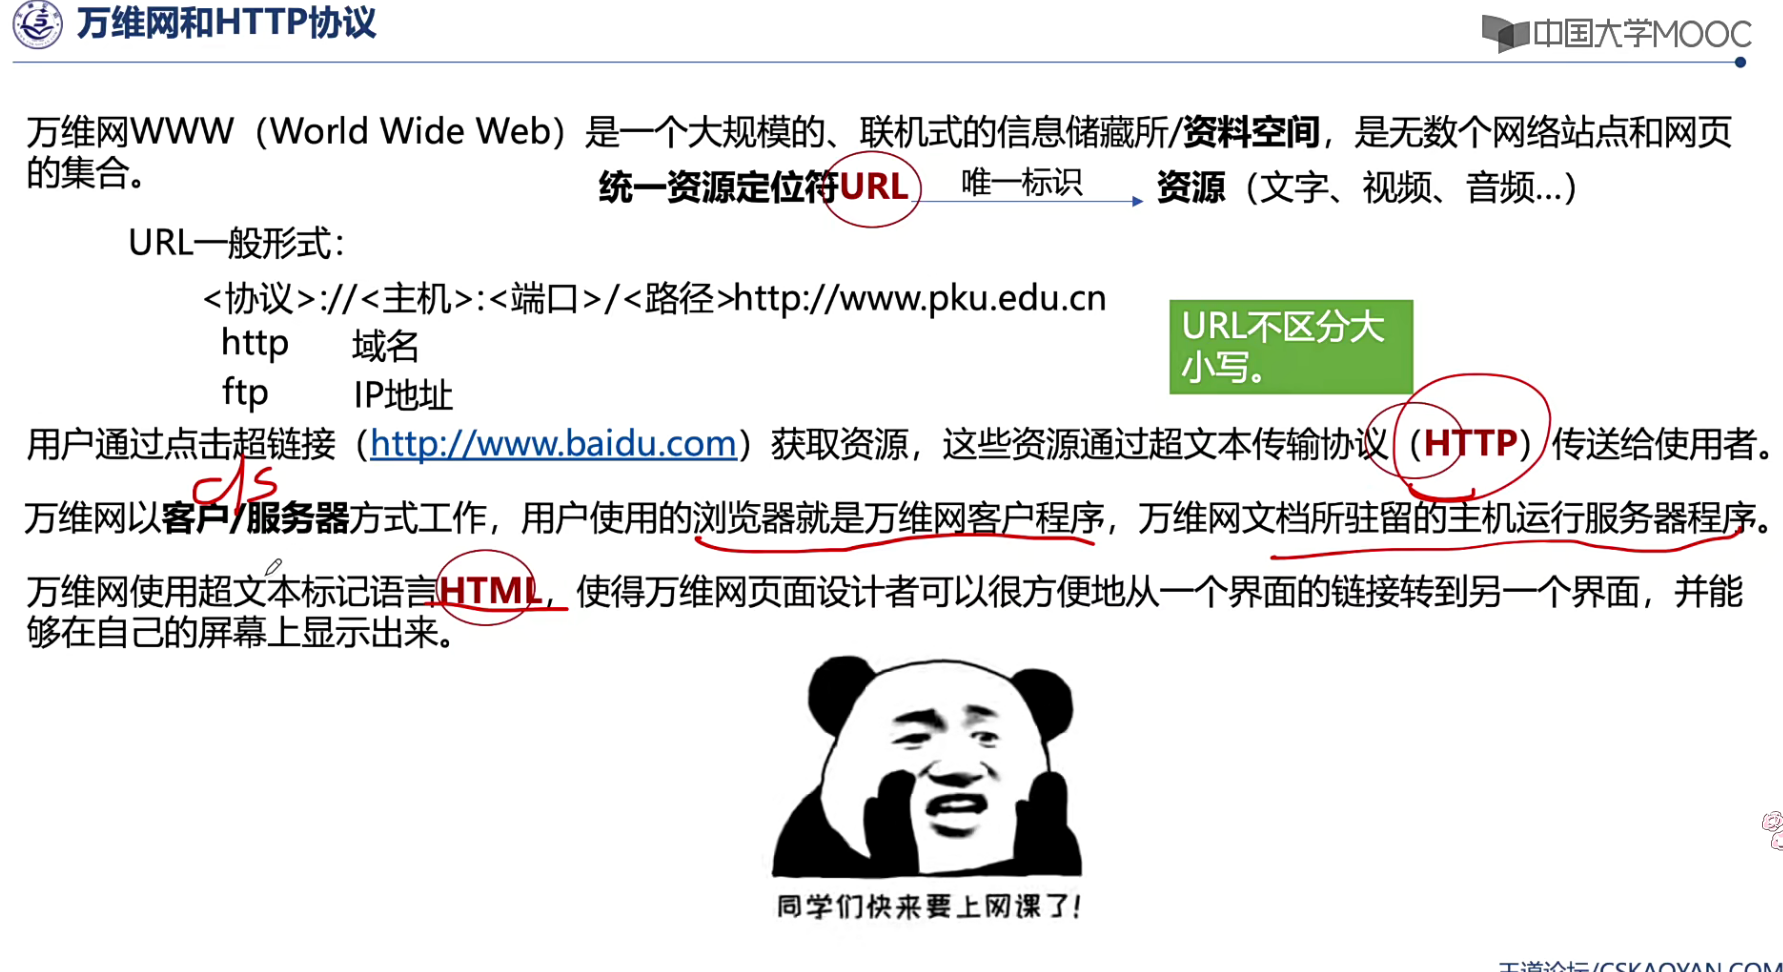 万维网和HTTP协议
中国大学MOOC
万维网WWW（World Wide Web）是一个大规模的、联机式的信息储藏所/资料空间，是无数个网络站点和网页
的集合。
统一资源定位符URL 唯一标识 资源（文字、视频、音频...）
URL一般形式：
<协议>://<主机>:<端口>/<路径>http://www.pku.edu.cn
http 域名
ftp IP地址
URL不区分大
小写。
用户通过点击超链接（http://www.baidu.com）获取资源，这些资源通过超文本传输协议（HTTP）传送给使用者。
c/s
万维网以客户/服务器方式工作，用户使用的浏览器就是万维网客户程序，万维网文档所驻留的主机运行服务器程序。
万维网使用超文本标记语言HTML，使得万维网页面设计者可以很方便地从一个界面的链接转到另一个界面，并能
够在自己的屏幕上显示出来。
同学们快来要上网课了!
王道论坛/CSKAOYAN.COM